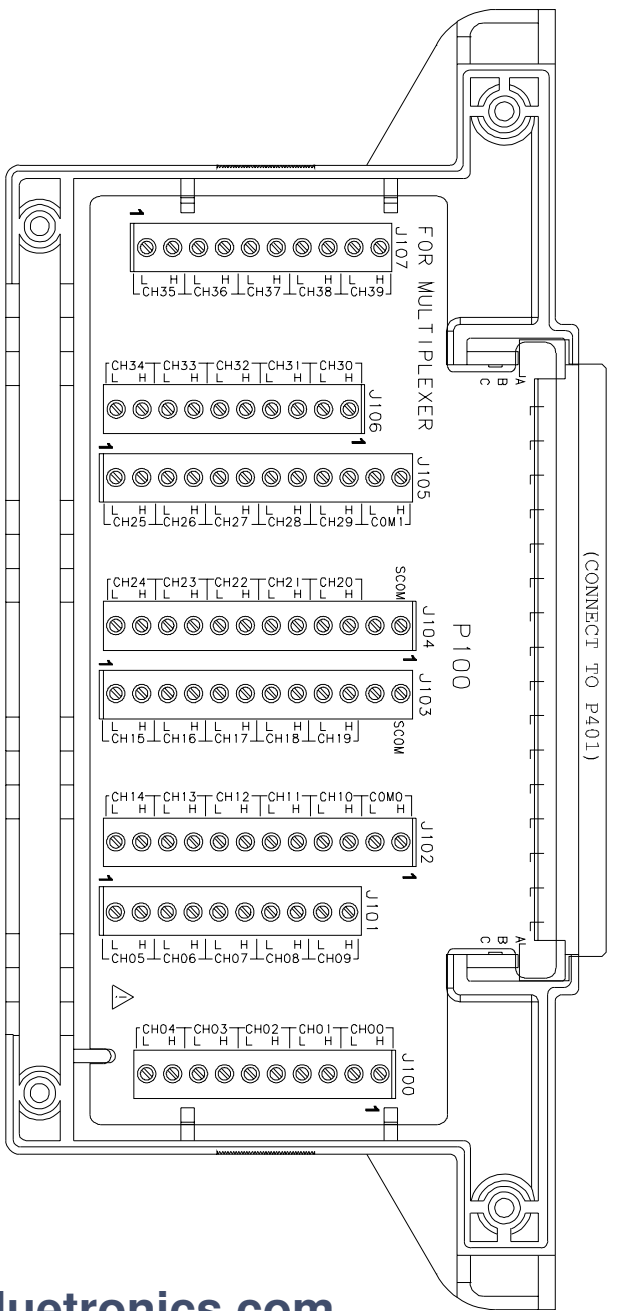 (CONNECT TO P401)
A
B
C
A
B
C
FOR MULTIPLEXER
P100
J107
1
L H L H L H L H L H
CH35 CH36 CH37 CH38 CH39
CH34 CH33 CH32 CH31 CH30
L H L H L H L H L H
J106
1
1
J105
L H L H L H L H L H L H
CH25 CH26 CH27 CH28 CH29 COM1
CH24 CH23 CH22 CH21 CH20 SCOM
L H L H L H L H L H
J104
1
1
J103
L H L H L H L H L H
CH15 CH16 CH17 CH18 CH19 SCOM
CH14 CH13 CH12 CH11 CH10 COM0
L H L H L H L H L H L H
J102
1
1
J101
L H L H L H L H L H
CH05 CH06 CH07 CH08 CH09
!
CH04 CH03 CH02 CH01 CH00
L H L H L H L H L H
J100
1